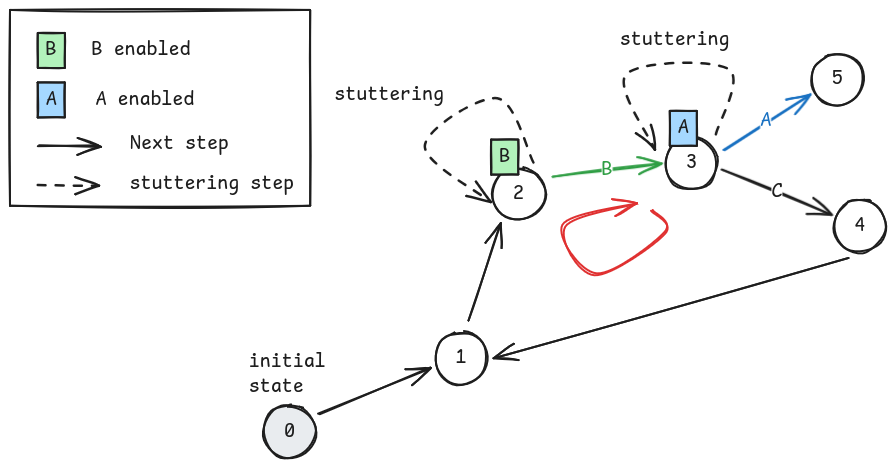 B B enabled
A A enabled
Next step
stuttering step
stuttering
stuttering
5
A
A
B
3
B
2
C
4
1
initial
state
0